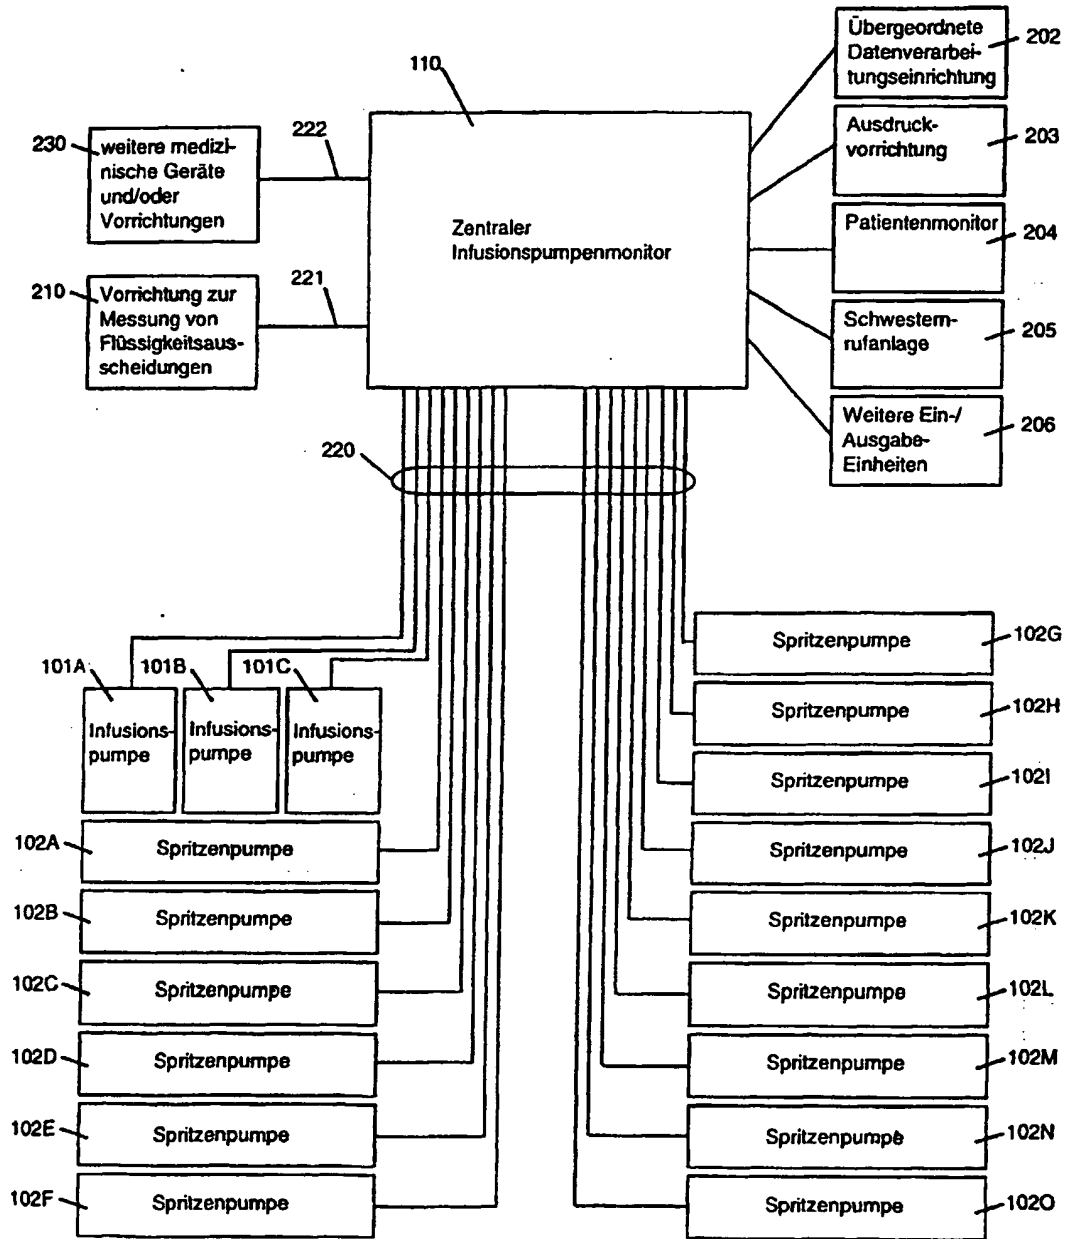 110
222
230
weitere medizi-
nische Geräte
und/oder
Vorrichtungen
221
210
Vorrichtung zur
Messung von
Flüssigkeitsaus-
scheidungen
Zentraler
Infusionspumpenmonitor
Übergeordnete
Datenverarbei-
tungseinrichtung
202
Ausdruck-
vorrichtung
203
Patientenmonitor
204
Schwestern-
rufanlage
205
Weitere Ein-/
Ausgabe-
Einheiten
206
220
101A
101B
101C
Infusions-
pumpe
Infusions-
pumpe
Infusions-
pumpe
102A
Spritzenpumpe
102B
Spritzenpumpe
102C
Spritzenpumpe
102D
Spritzenpumpe
102E
Spritzenpumpe
102F
Spritzenpumpe
Spritzenpumpe
102G
Spritzenpumpe
102H
Spritzenpumpe
102I
Spritzenpumpe
102J
Spritzenpumpe
102K
Spritzenpumpe
102L
Spritzenpumpe
102M
Spritzenpumpe
102N
Spritzenpumpe
102O